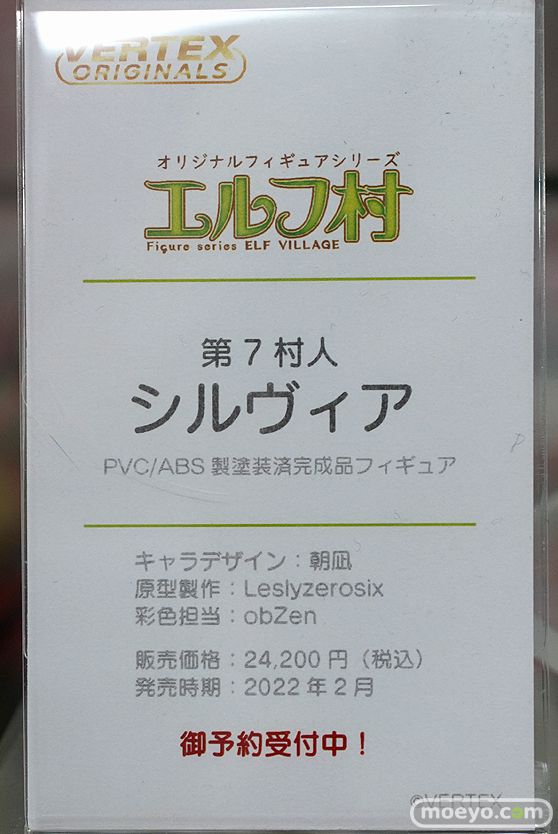 VERTEX
ORIGINALS
オリジナルフィギュアシリーズ
エルフ村
Figure series ELF VILLAGE
第7村人
シルヴィア
PVC/ABS 製塗装済完成品フィギュア
キャラデザイン：朝凪
原型製作：Leslyzerosix
彩色担当：obZen
販売価格：24,200 円（税込）
発売時期：2022 年 2 月
御予約受付中！
©VERTEX
moeyo.com